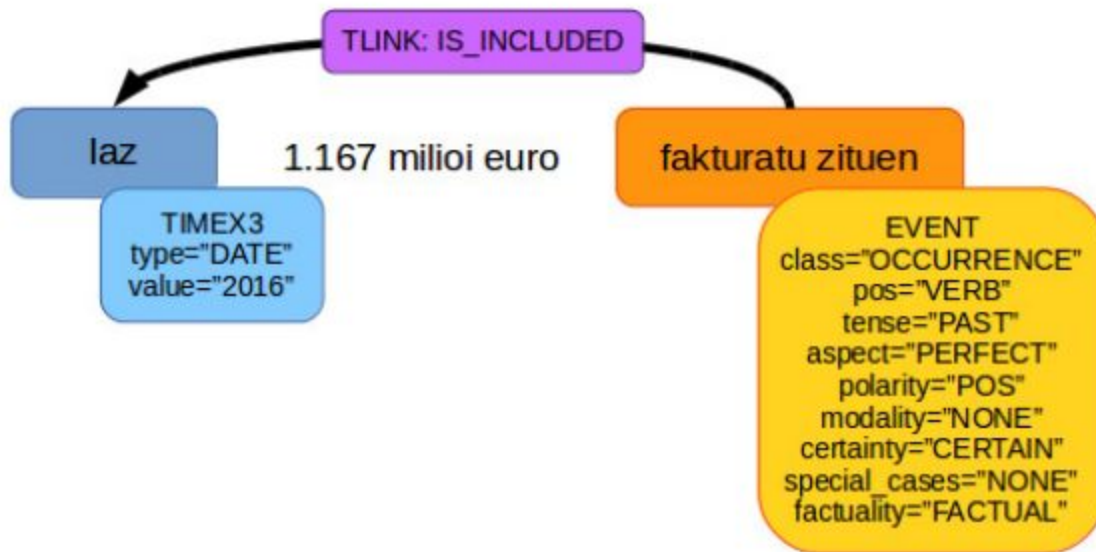 TLINK: IS_INCLUDED
Iaz 1.167 milioi euro fakturatu zituen
TIMEX3
type="DATE"
value="2016"
EVENT
class="OCCURRENCE"
pos="VERB"
tense="PAST"
aspect="PERFECT"
polarity="POS"
modality="NONE"
certainty="CERTAIN"
special_cases="NONE"
factuality="FACTUAL"